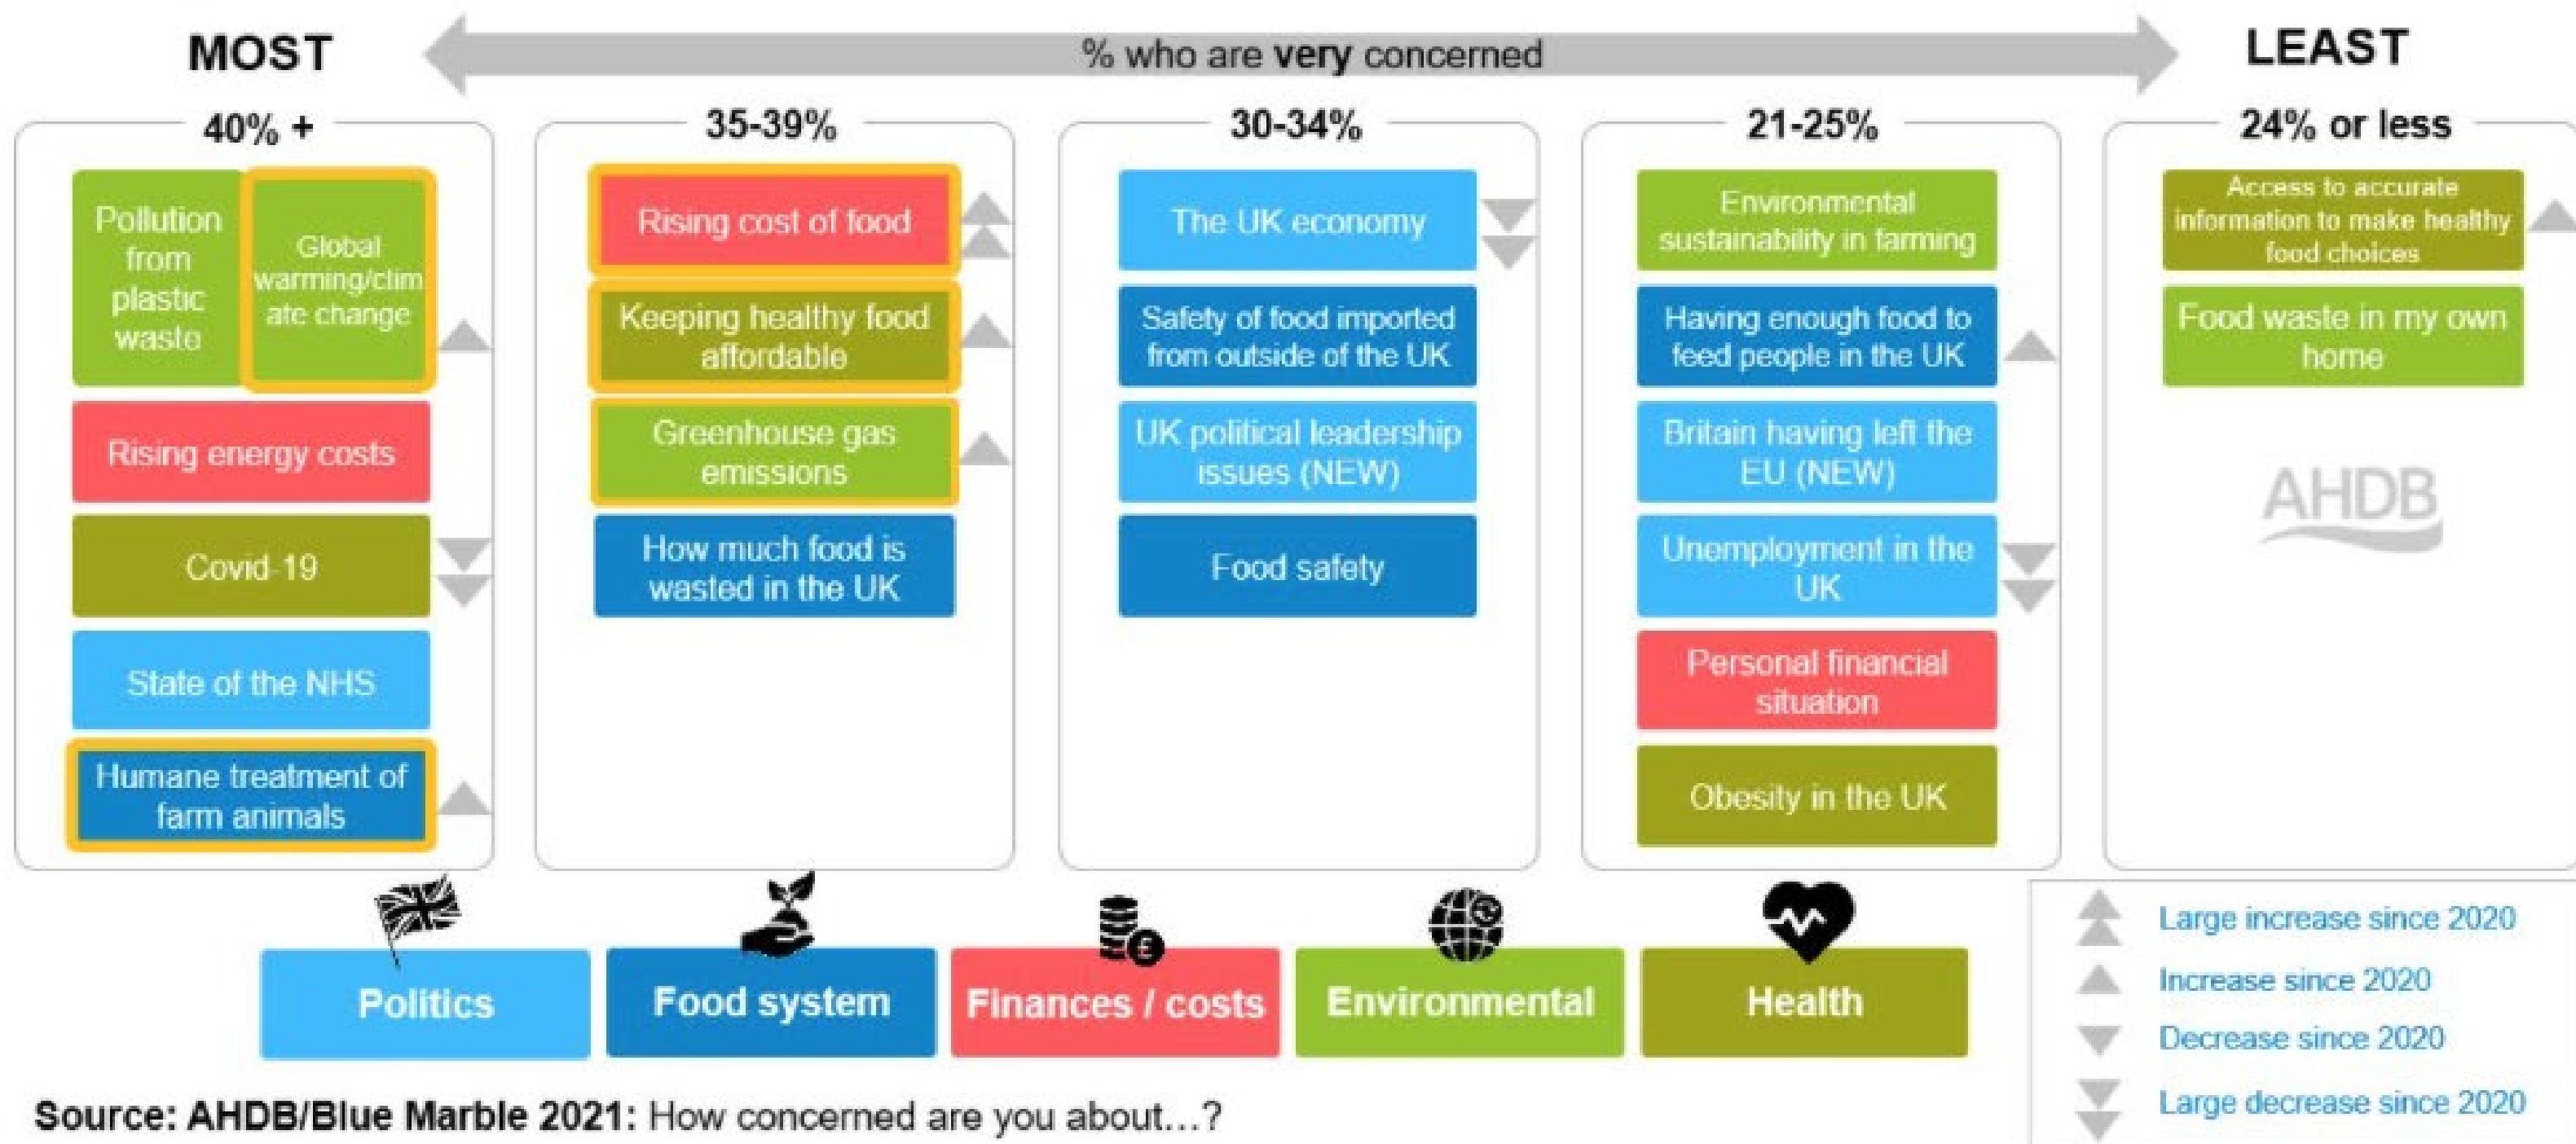 MOST
% who are very concerned
LEAST
40% +
35-39%
30-34%
21-25%
24% or less
Pollution
from
plastic
waste
Global
warming/clim
ate change
Rising energy costs
Covid-19
State of the NHS
Humane treatment of
farm animals
Rising cost of food
Keeping healthy food
affordable
Greenhouse gas
emissions
How much food is
wasted in the UK
The UK economy
Safety of food imported
from outside of the UK
UK political leadership
issues (NEW)
Food safety
Environmental
sustainability in farming
Having enough food to
feed people in the UK
Britain having left the
EU (NEW)
Unemployment in the
UK
Personal financial
situation
Obesity in the UK
Access to accurate
information to make healthy
food choices
Food waste in my own
home
AHDB
Politics
Food system
Finances / costs
Environmental
Health
Large increase since 2020
Increase since 2020
Decrease since 2020
Large decrease since 2020
Source: AHDB/Blue Marble 2021: How concerned are you about...?